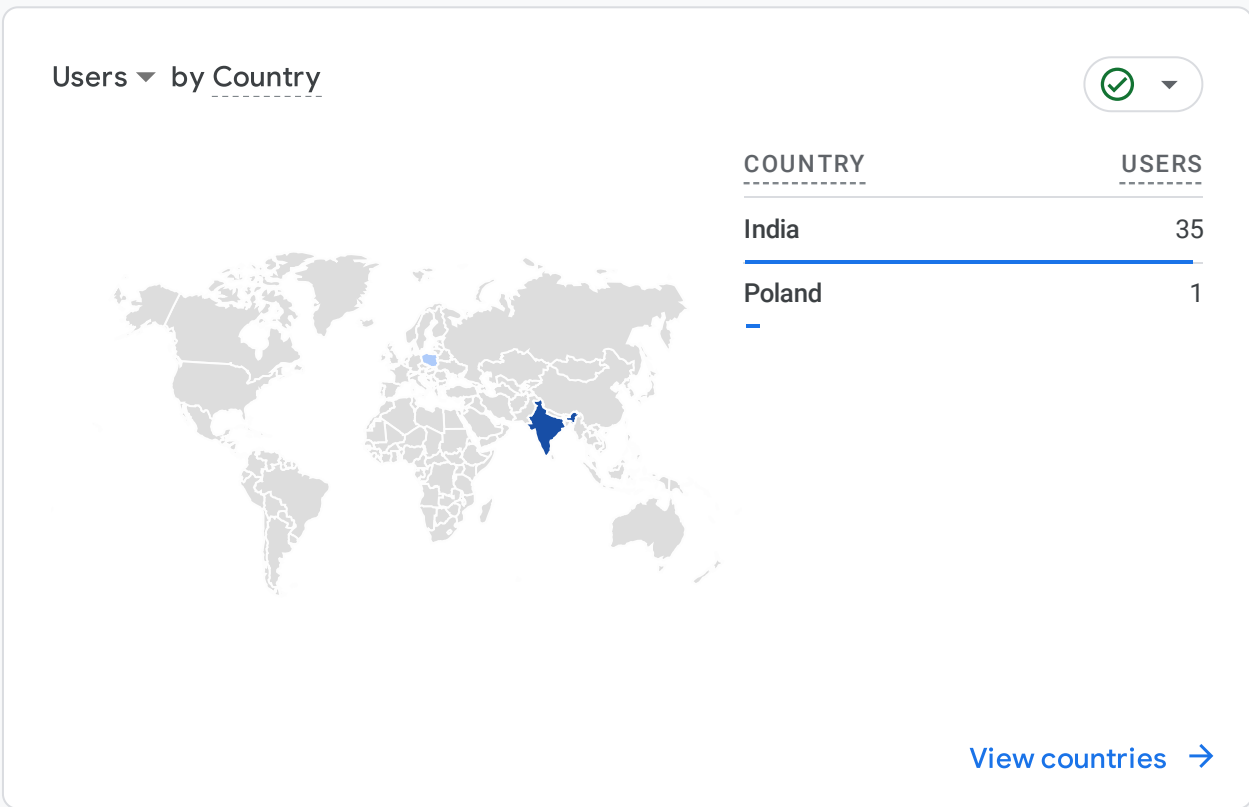 Users by Country
COUNTRY USERS
India 35
Poland 1
View countries